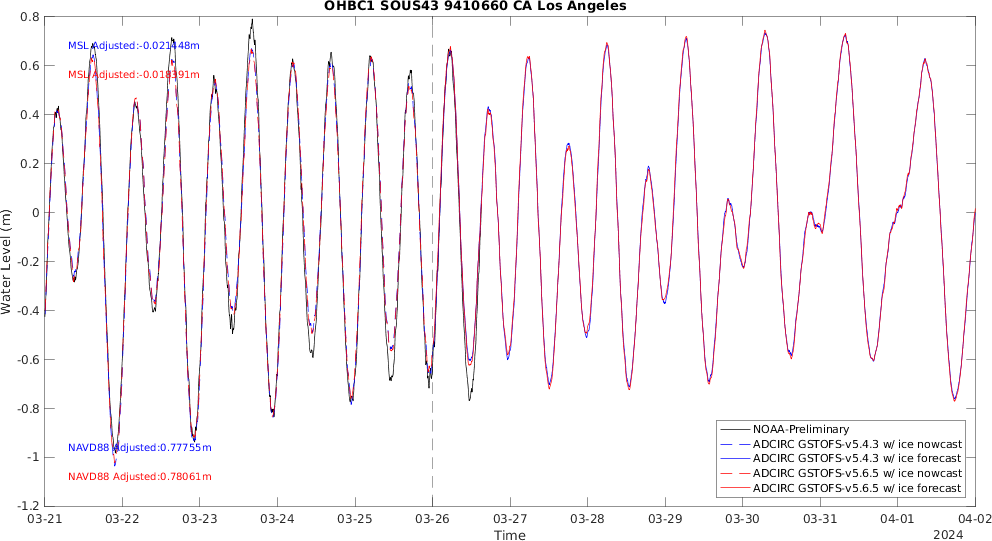 OHBC1 SOUS43 9410660 CA Los Angeles
0.8
0.6
0.4
0.2
0
-0.2
-0.4
-0.6
-0.8
-1
-1.2
Water Level (m)
MSL Adjusted:-0.021448m
MSL Adjusted:-0.018391m
NAVD88 Adjusted:0.77755m
NAVD88 Adjusted:0.78061m
NOAA-Preliminary
ADCIRC GSTOFS-v5.4.3 w/ ice nowcast
ADCIRC GSTOFS-v5.4.3 w/ ice forecast
ADCIRC GSTOFS-v5.6.5 w/ ice nowcast
ADCIRC GSTOFS-v5.6.5 w/ ice forecast
03-21 03-22 03-23 03-24 03-25 03-26 03-27 03-28 03-29 03-30 03-31 04-01 04-02
Time
2024